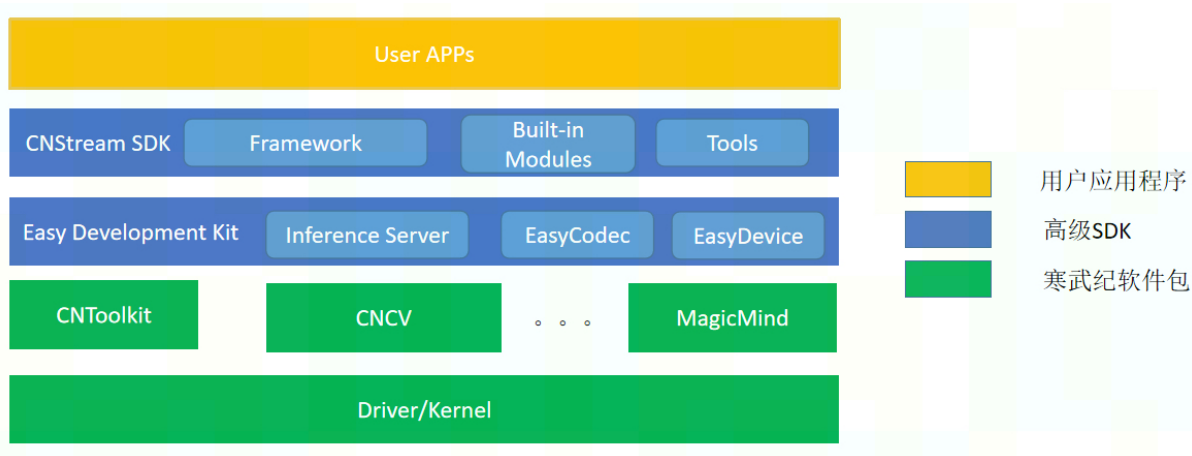 User APPs
CNStream SDK
Framework
Built-in
Modules
Tools
Easy Development Kit
Inference Server
EasyCodec
EasyDevice
CNToolkit
CNCV
。。。
MagicMind
Driver/Kernel
用户应用程序
高级SDK
寒武纪软件包